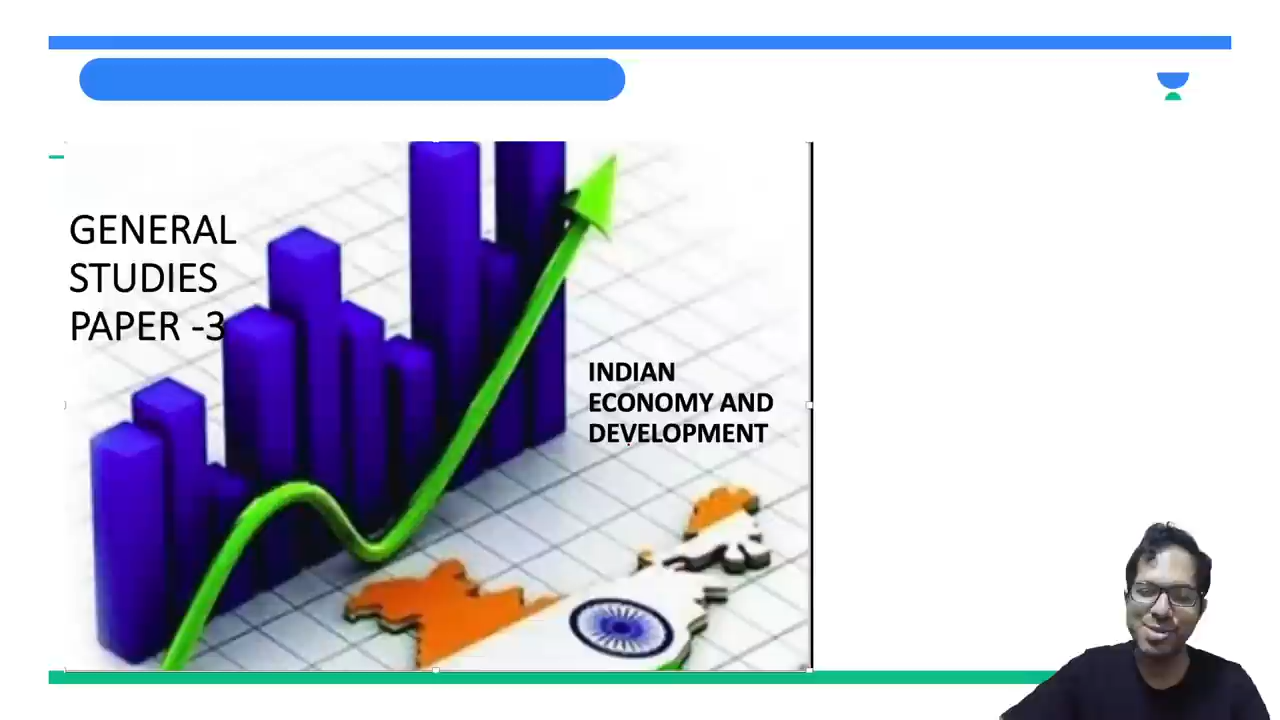 GENERAL
STUDIES
PAPER -3
INDIAN
ECONOMY AND
DEVELOPMENT